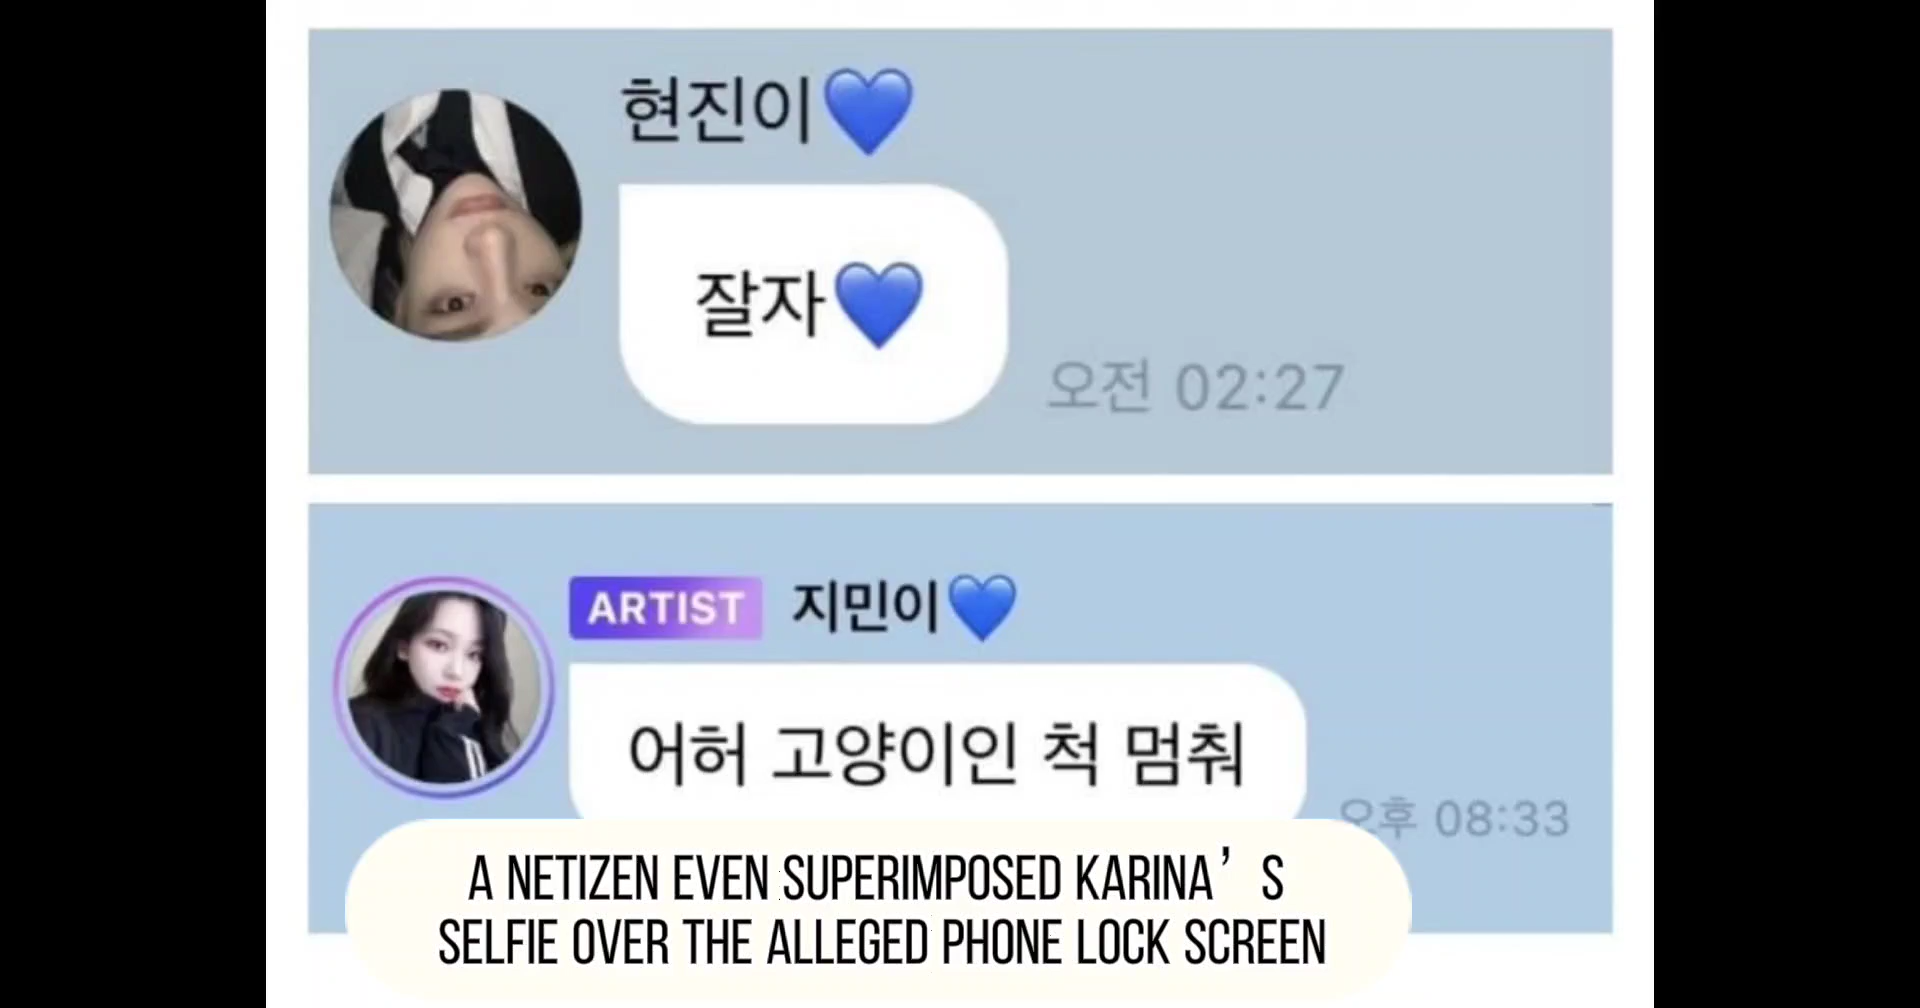 현진이💙
잘자💙
오전 02:27
ARTIST 지민이💙
어허 고양이인 척 멈춰
오후 08:33
A NETIZEN EVEN SUPERIMPOSED KARINA’S
SELFIE OVER THE ALLEGED PHONE LOCK SCREEN